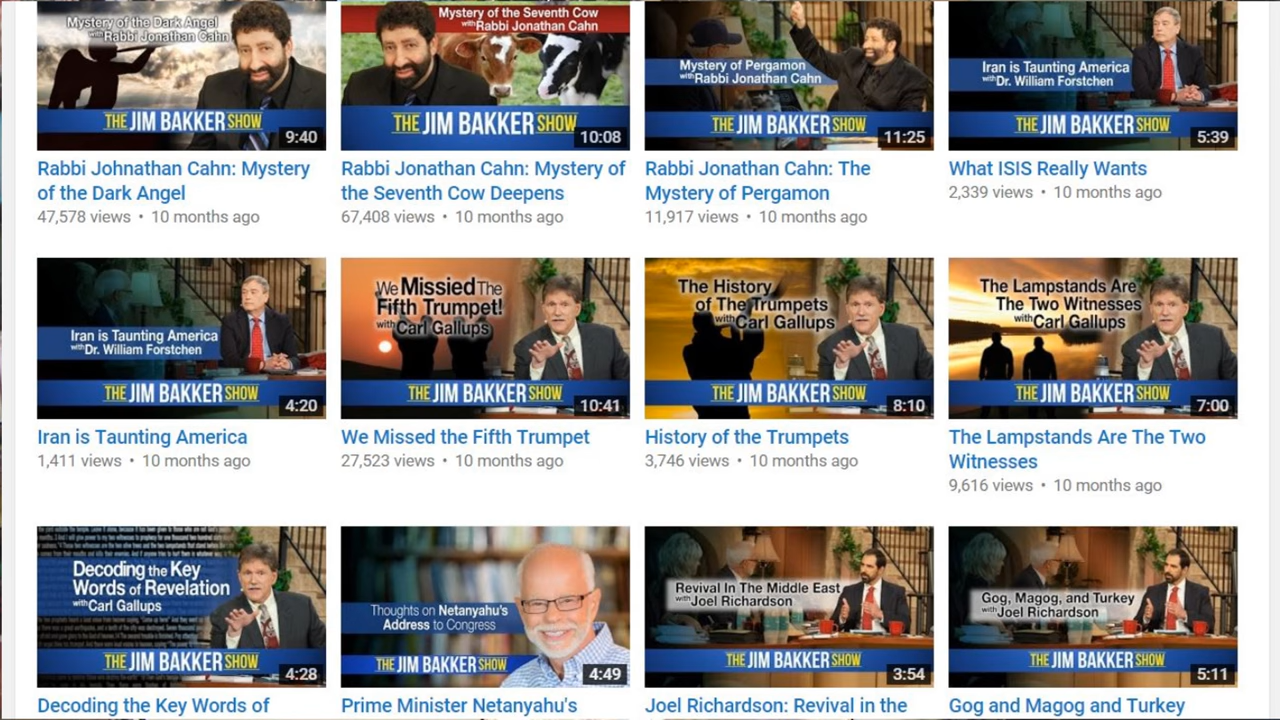 Mystery of the Dark Angel
with Rabbi Jonathan Cahn
THE JIM BAKKER SHOW
9:40
Rabbi Johnathan Cahn: Mystery
of the Dark Angel
47,578 views • 10 months ago
Mystery of the Seventh Cow
with Rabbi Jonathan Cahn
THE JIM BAKKER SHOW
10:08
Rabbi Jonathan Cahn: Mystery of
the Seventh Cow Deepens
67,408 views • 10 months ago
Mystery of Pergamon
with Rabbi Jonathan Cahn
THE JIM BAKKER SHOW
11:25
Rabbi Jonathan Cahn: The
Mystery of Pergamon
11,917 views • 10 months ago
Iran is Taunting America
with Dr. William Forstchen
THE JIM BAKKER SHOW
5:39
What ISIS Really Wants
2,339 views • 10 months ago
Iran is Taunting America
with Dr. William Forstchen
THE JIM BAKKER SHOW
4:20
Iran is Taunting America
1,411 views • 10 months ago
We Missied The
Fifth Trumpet!
with Carl Gallups
THE JIM BAKKER SHOW
10:41
We Missed the Fifth Trumpet
27,523 views • 10 months ago
The History
of The Trumpets
with Carl Gallups
THE JIM BAKKER SHOW
8:10
History of the Trumpets
3,746 views • 10 months ago
The Lampstands Are
The Two Witnesses
with Carl Gallups
THE JIM BAKKER SHOW
7:00
The Lampstands Are The Two
Witnesses
9,616 views • 10 months ago
Decoding the Key
Words of Revelation
with Carl Gallups
THE JIM BAKKER SHOW
4:28
Decoding the Key Words of
Thoughts on Netanyahu's
Address to Congress
THE JIM BAKKER SHOW
4:49
Prime Minister Netanyahu's
Revival In The Middle East
with Joel Richardson
THE JIM BAKKER SHOW
3:54
Joel Richardson: Revival in the
Gog, Magog, and Turkey
with Joel Richardson
THE JIM BAKKER SHOW
5:11
Gog and Magog and Turkey